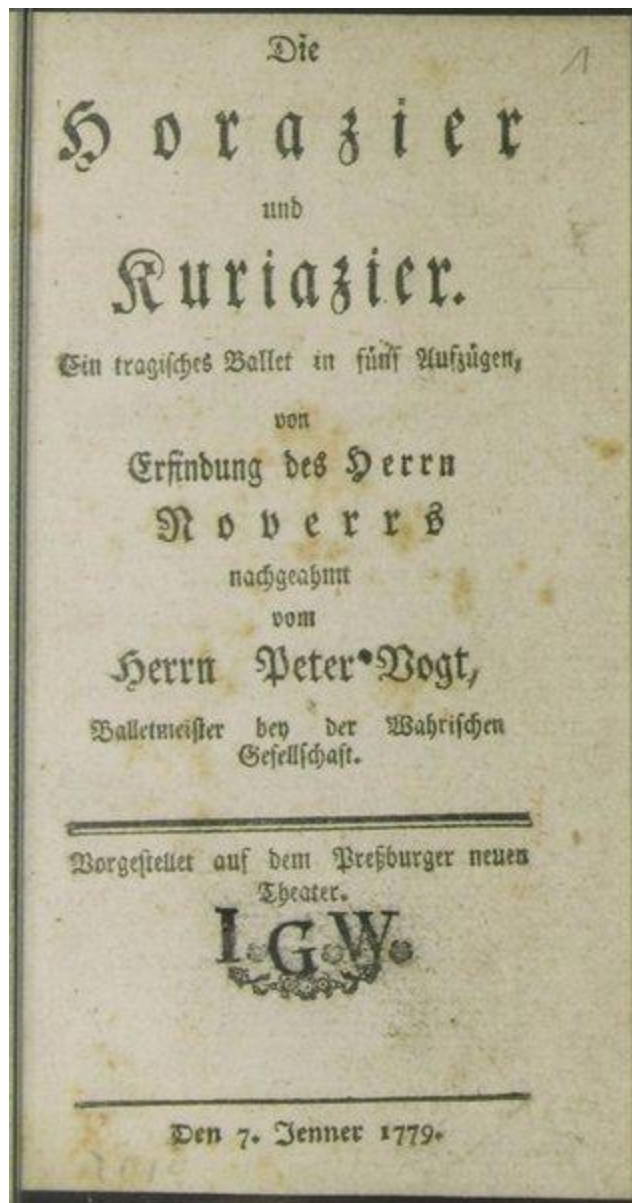 Die
1
Horazier
und
Kuriazier.
Ein tragisches Ballet in fünf Aufzügen,
von
Erfindung des Herrn
Noverrs
nachgeahmt
vom
Herrn Peter Vogt,
Balletmeister bey der Wahrischen
Gesellschaft.
Vorgestellet auf dem Preßburger neuen
Theater.
I.G.W.
Den 7. Jenner 1779.